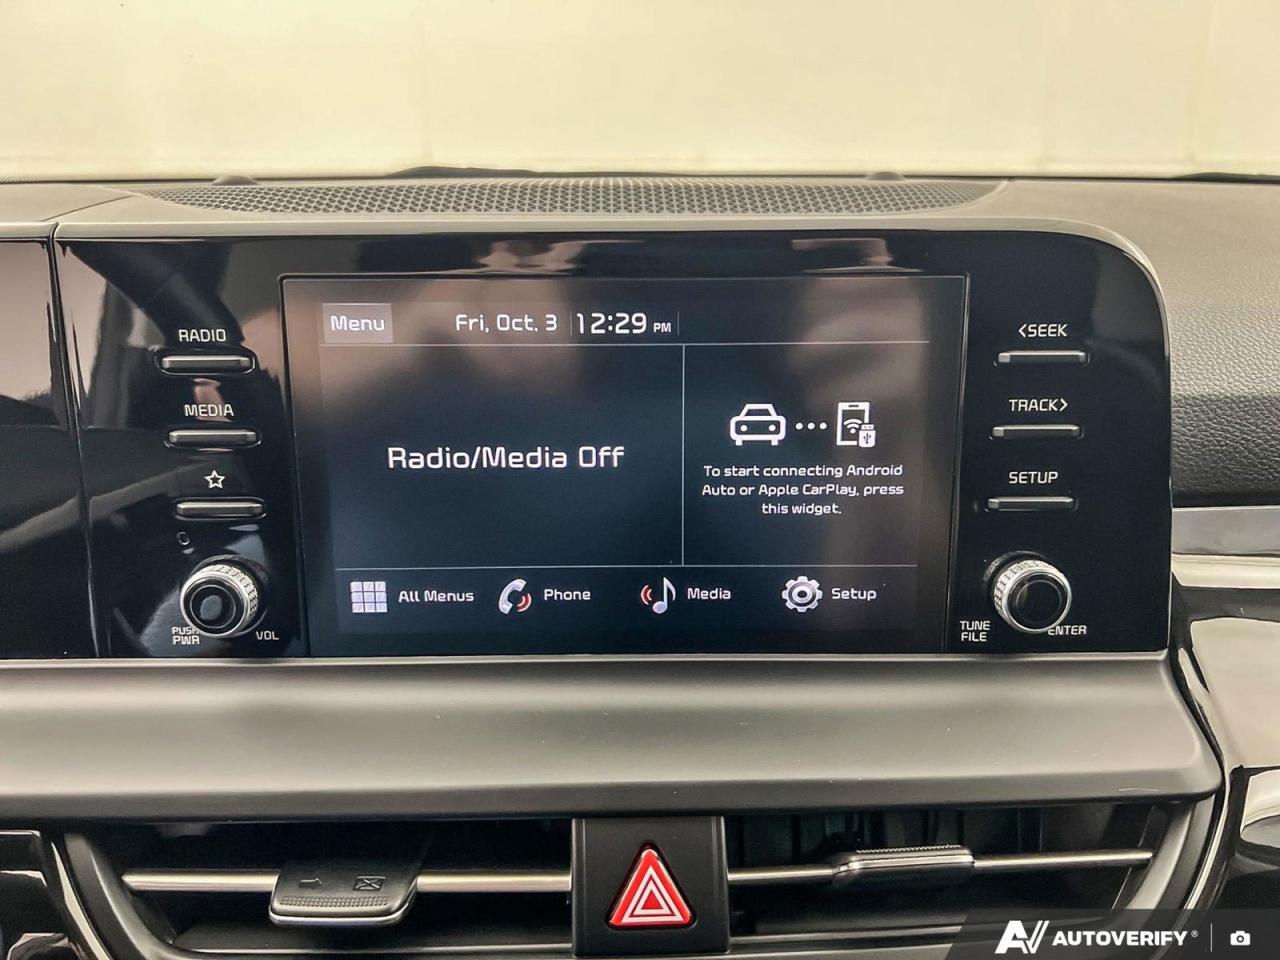 RADIO
MEDIA
PUSH
PWR
VOL
Menu
Fri, Oct. 3
12:29 PM
Radio/Media Off
To start connecting Android
Auto or Apple CarPlay, press
this widget.
All Menus
Phone
Media
Setup
<SEEK
TRACK>
SETUP
TUNE
FILE
ENTER
AUTOVERIFY®